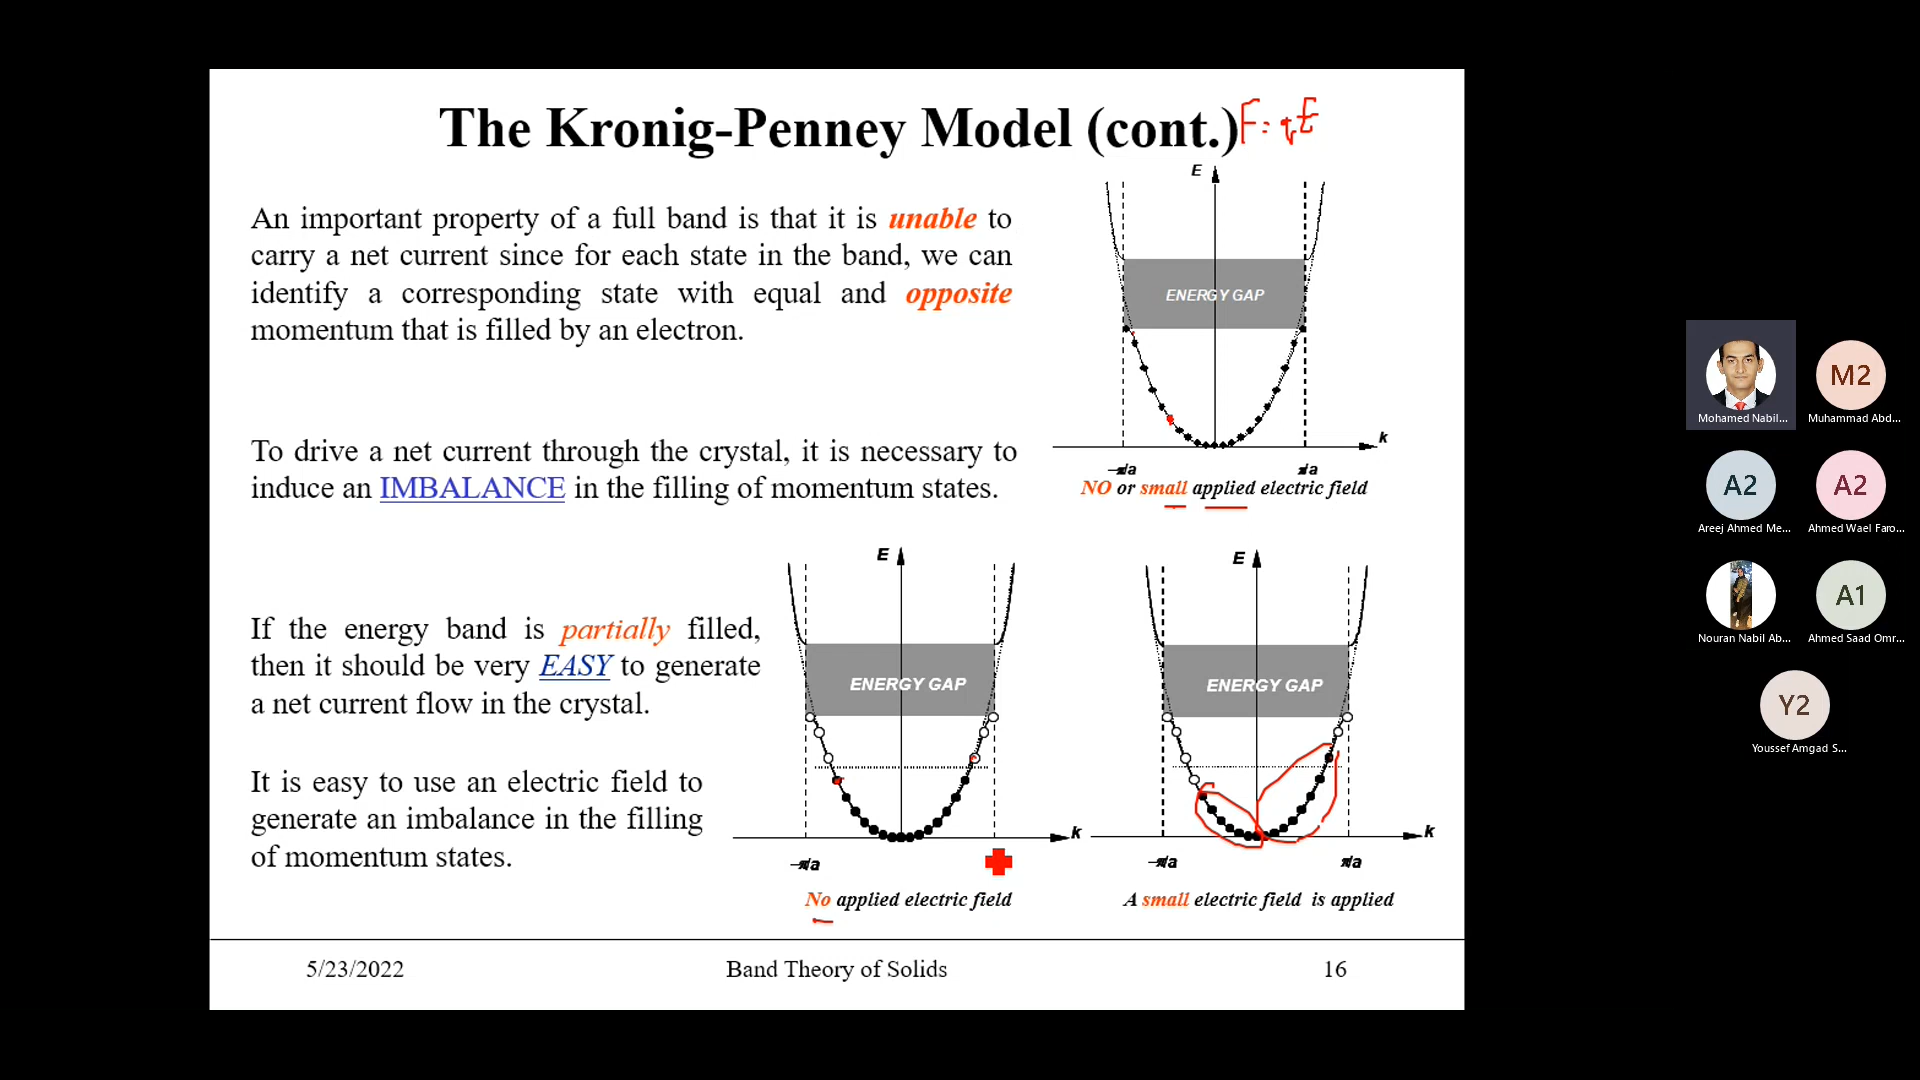 The Kronig-Penney Model (cont.) F = qE
An important property of a full band is that it is unable to
carry a net current since for each state in the band, we can
identify a corresponding state with equal and opposite
momentum that is filled by an electron.
E
ENERGY GAP
k
–π/a
π/a
NO or small applied electric field
To drive a net current through the crystal, it is necessary to
induce an IMBALANCE in the filling of momentum states.
If the energy band is partially filled,
then it should be very EASY to generate
a net current flow in the crystal.
It is easy to use an electric field to
generate an imbalance in the filling
of momentum states.
E
ENERGY GAP
k
–π/a
No applied electric field
E
ENERGY GAP
k
–π/a
π/a
A small electric field is applied
5/23/2022
Band Theory of Solids
16
Mohamed Nabil...
M2
Muhammad Abd...
A2
Areej Ahmed Me...
A2
Ahmed Wael Faro...
Nouran Nabil Ab...
A1
Ahmed Saad Omr...
Y2
Youssef Amgad S...